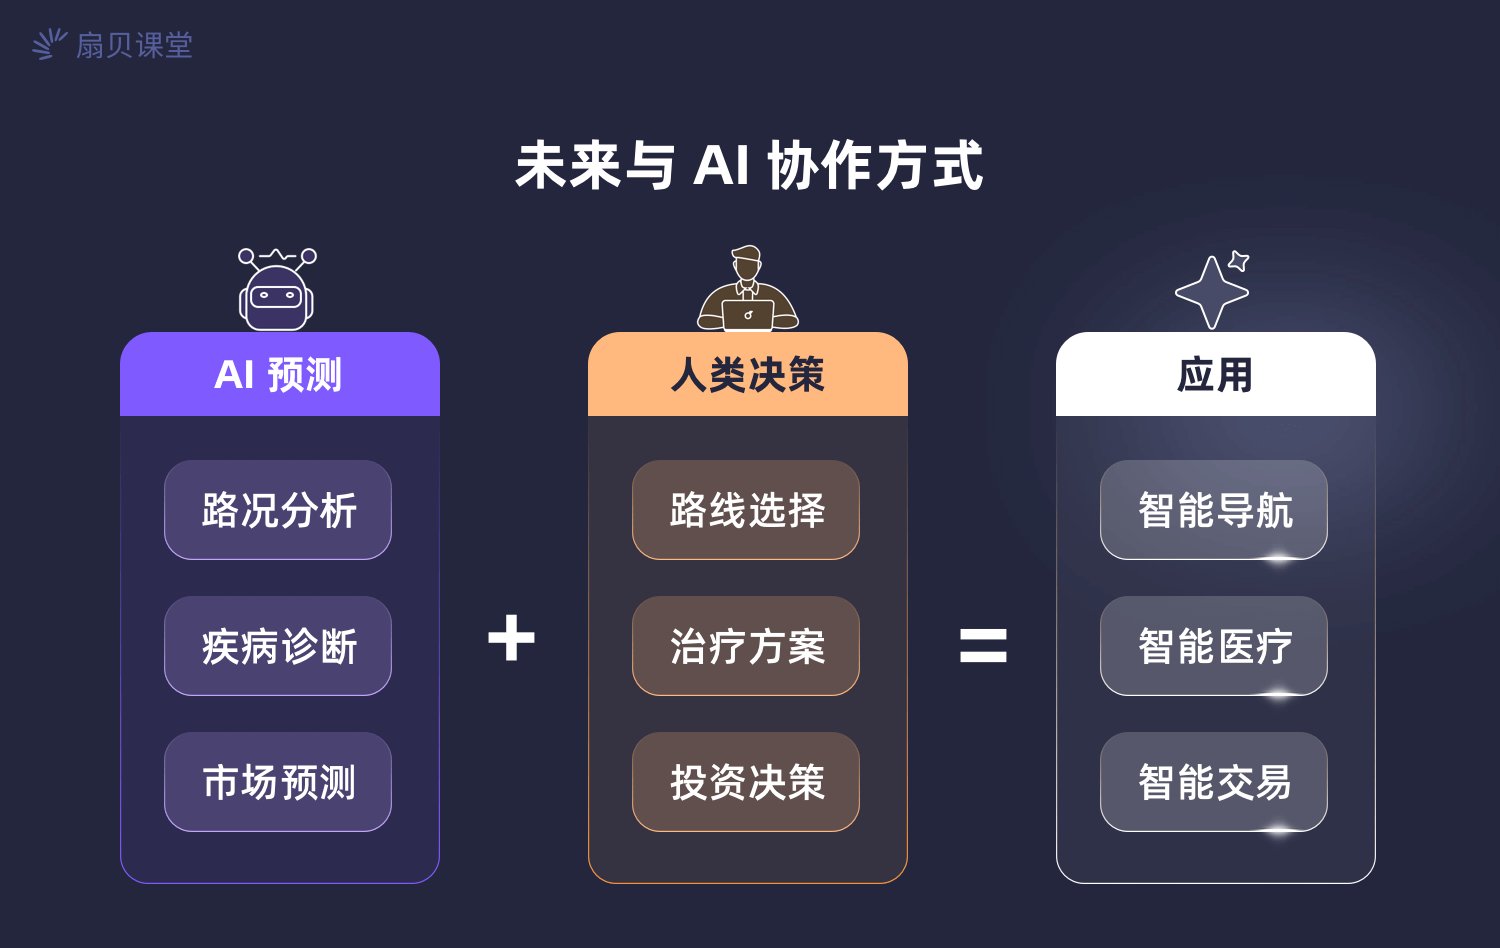 扇贝课堂
未来与 AI 协作方式
AI 预测
路况分析
疾病诊断
市场预测
+
人类决策
路线选择
治疗方案
投资决策
=
应用
智能导航
智能医疗
智能交易